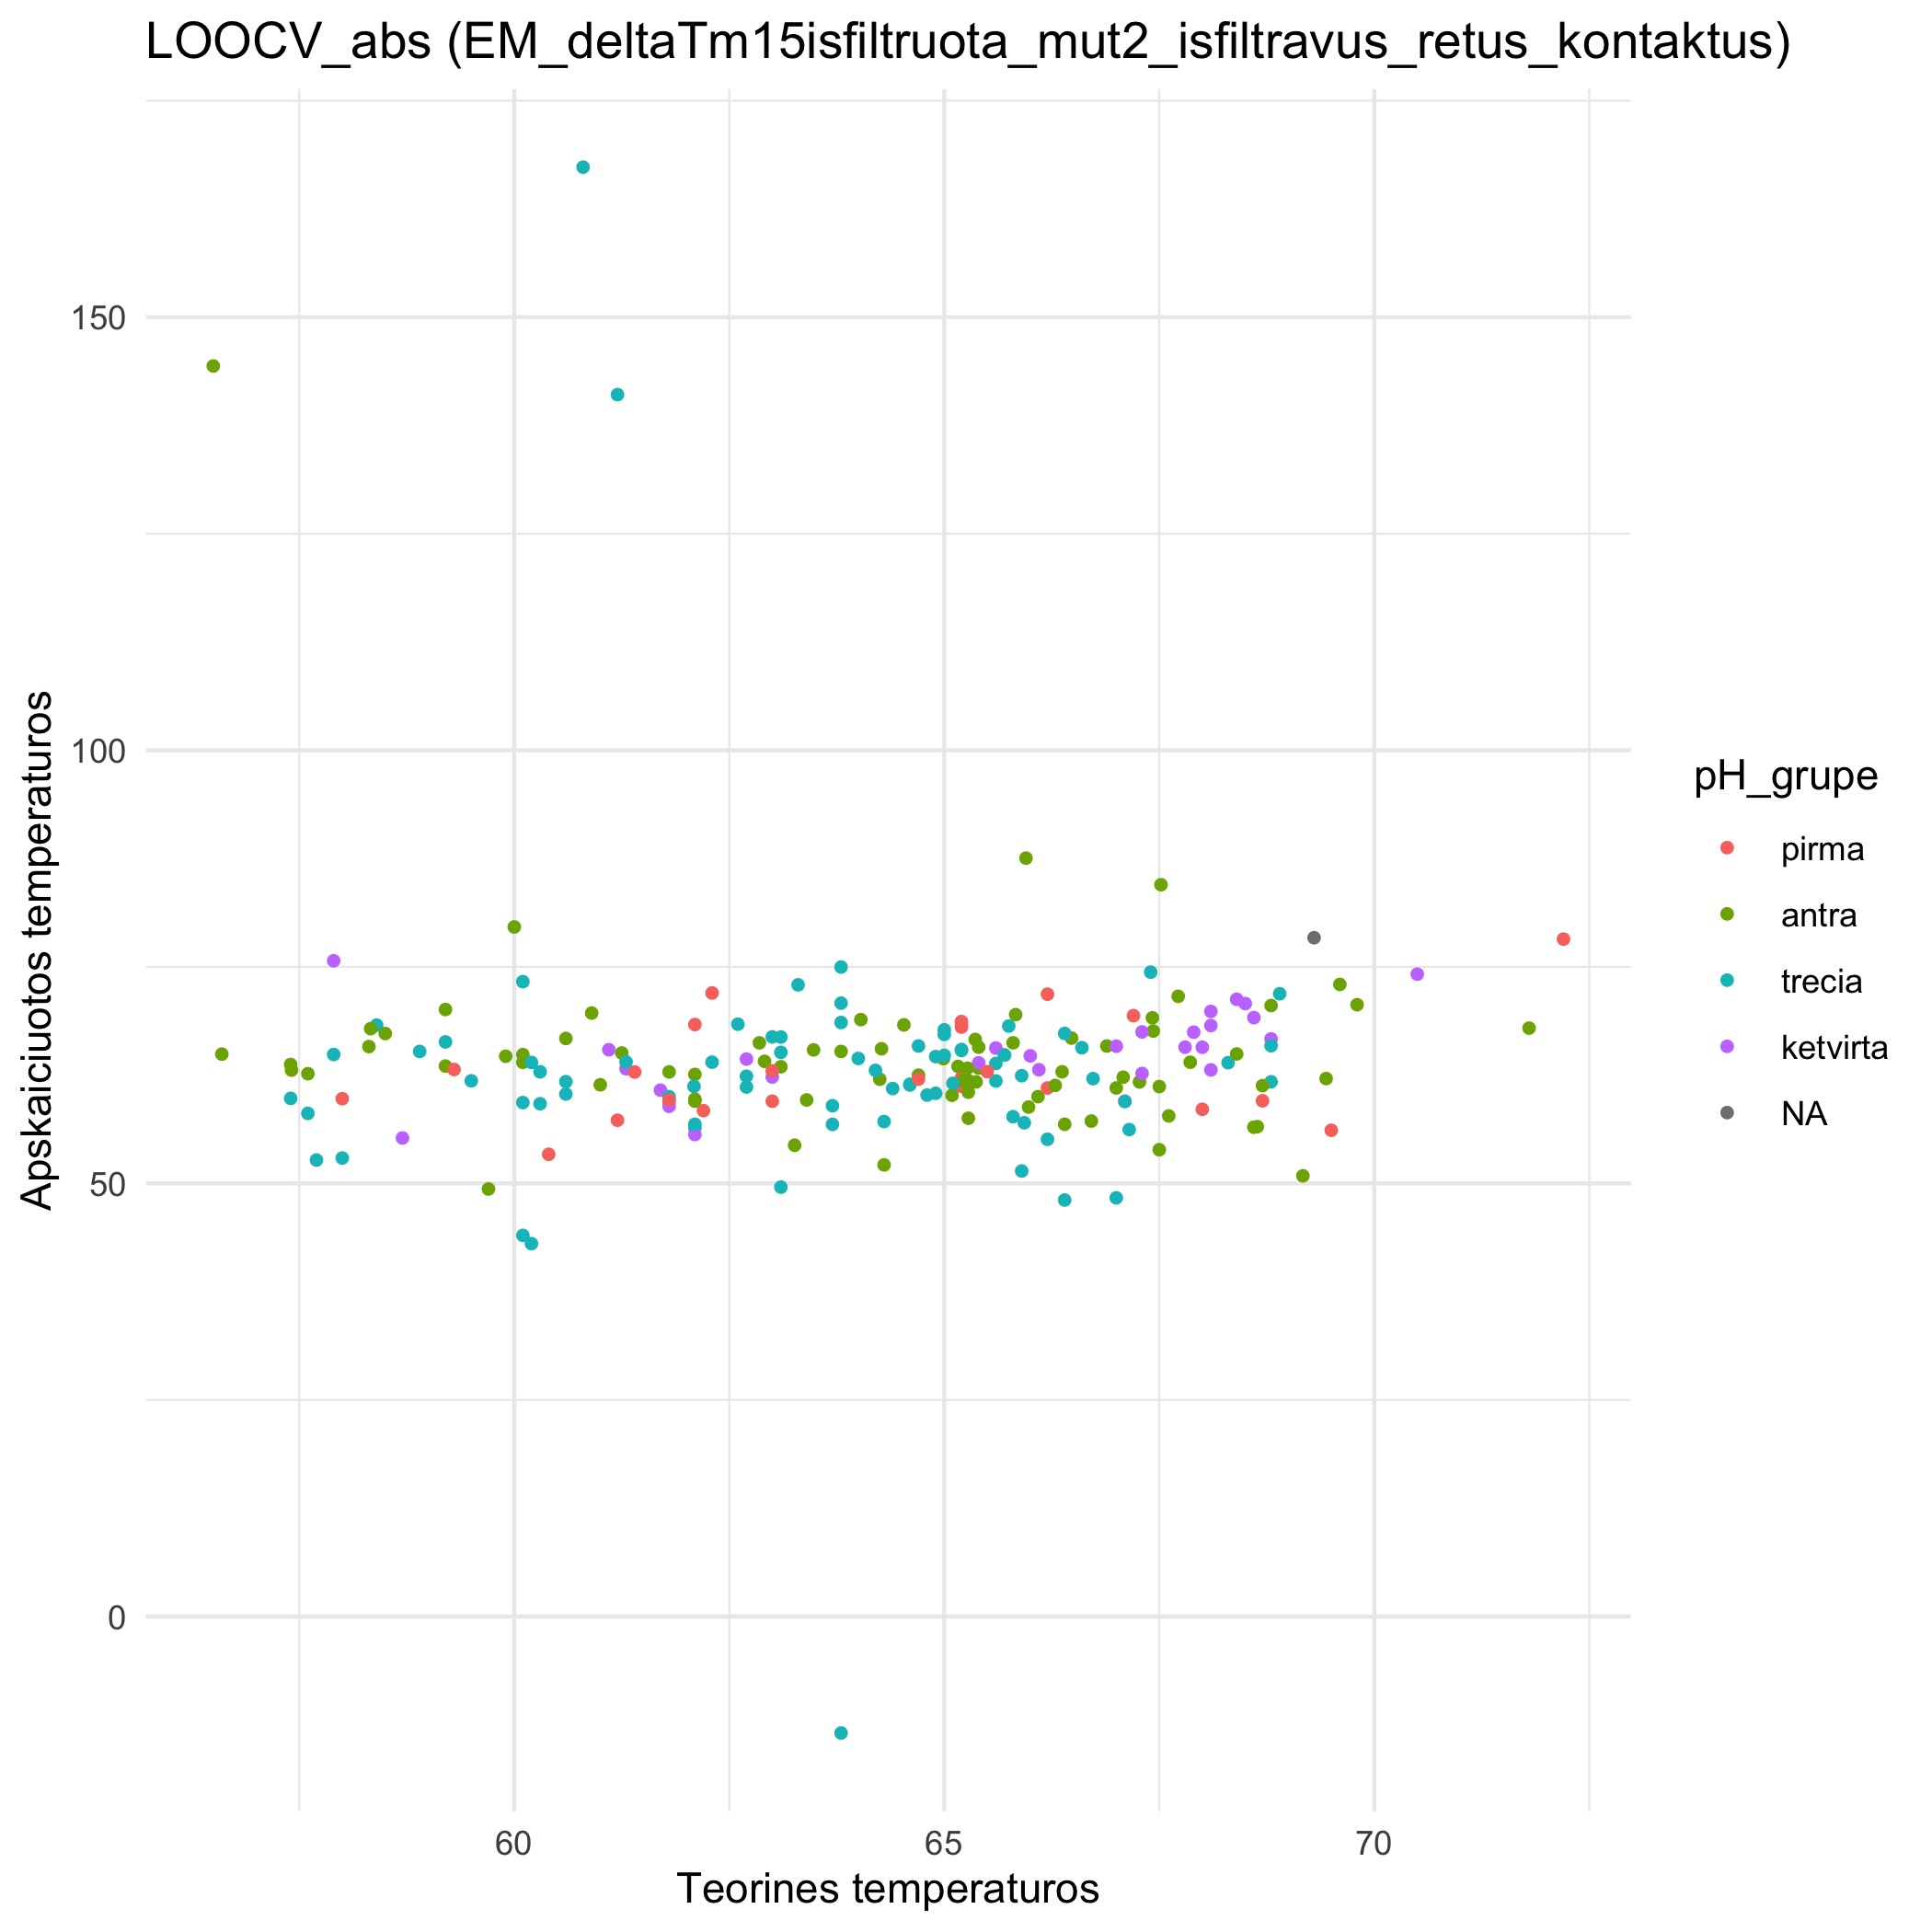 LOOCV_abs (EM_deltaTm15isfiltruota_mut2_isfiltravus_retus_kontaktus)
150
100
50
0
Apskaiciuotos temperaturos
60 65 70
Teorines temperaturos
pH_grupe
pirma
antra
trecia
ketvirta
NA